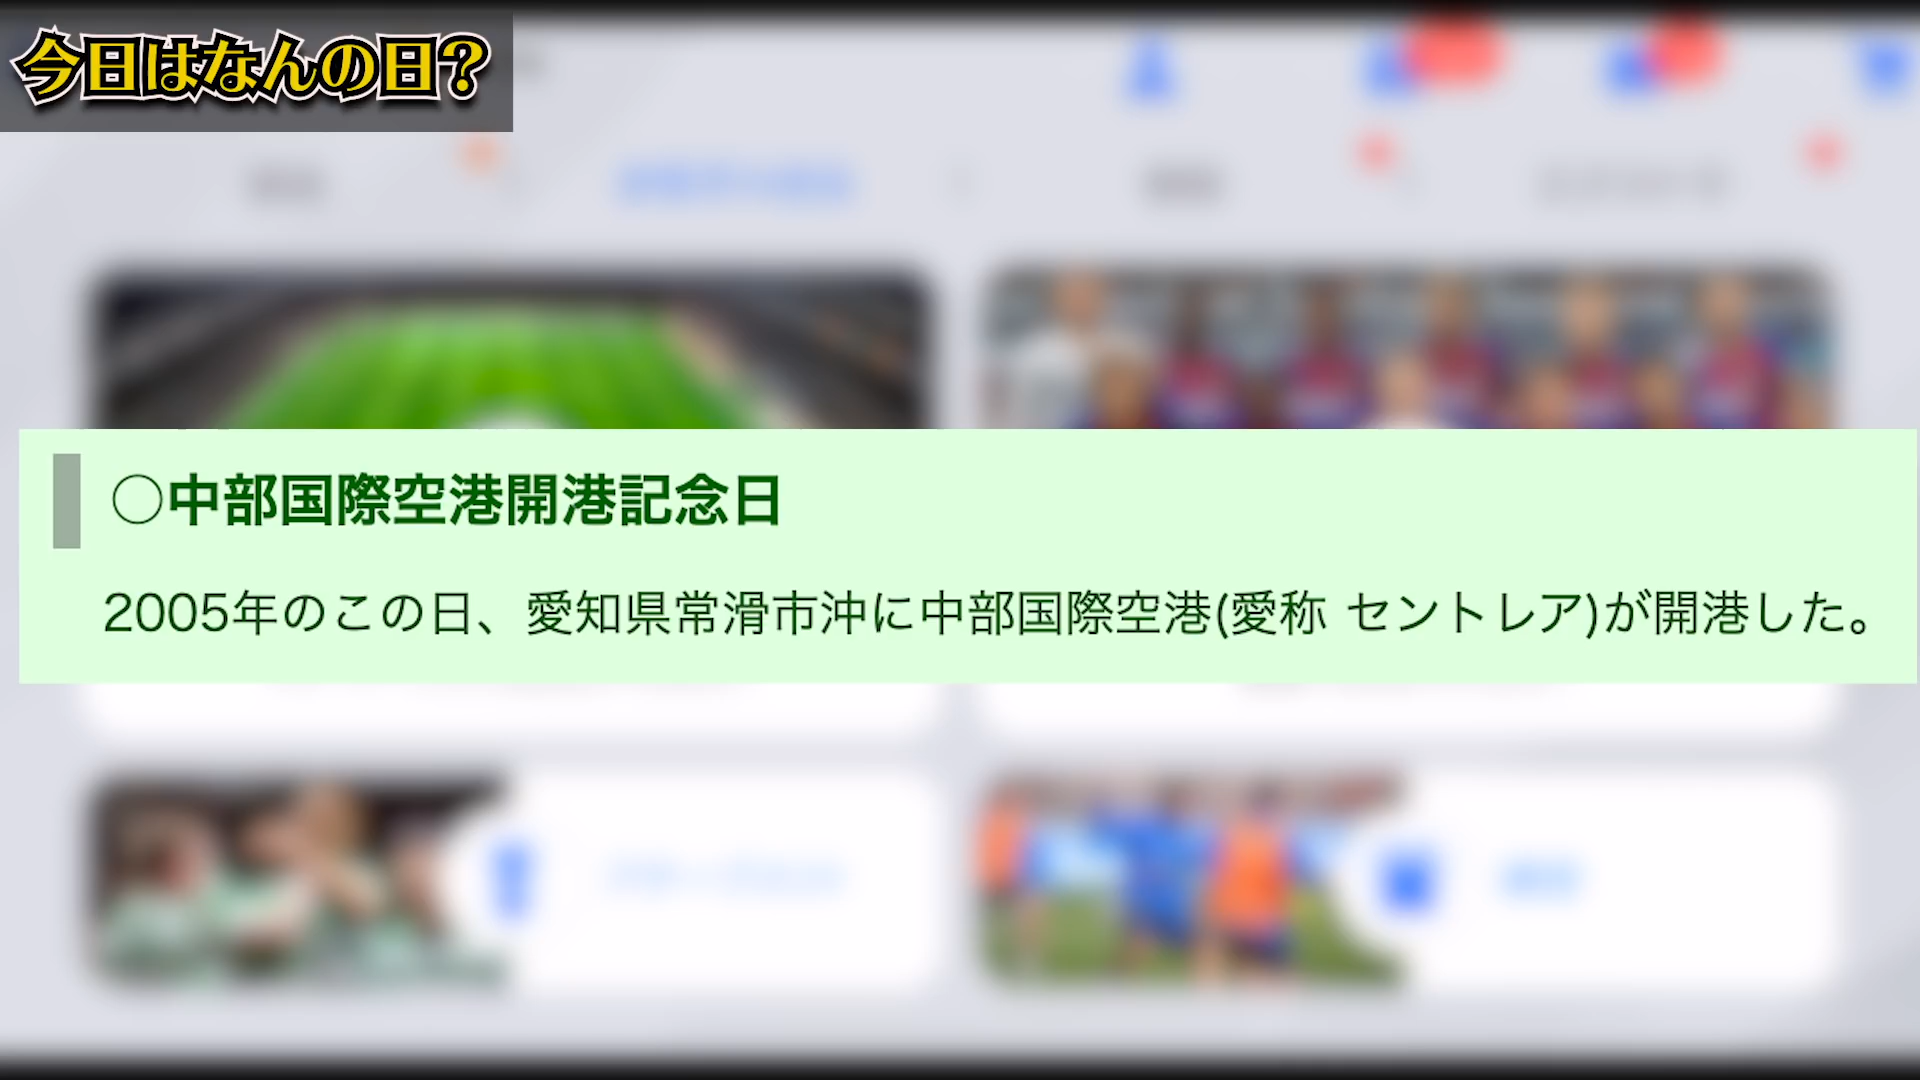 今日はなんの日？
○中部国際空港開港記念日
2005年のこの日、愛知県常滑市沖に中部国際空港(愛称 セントレア)が開港した。